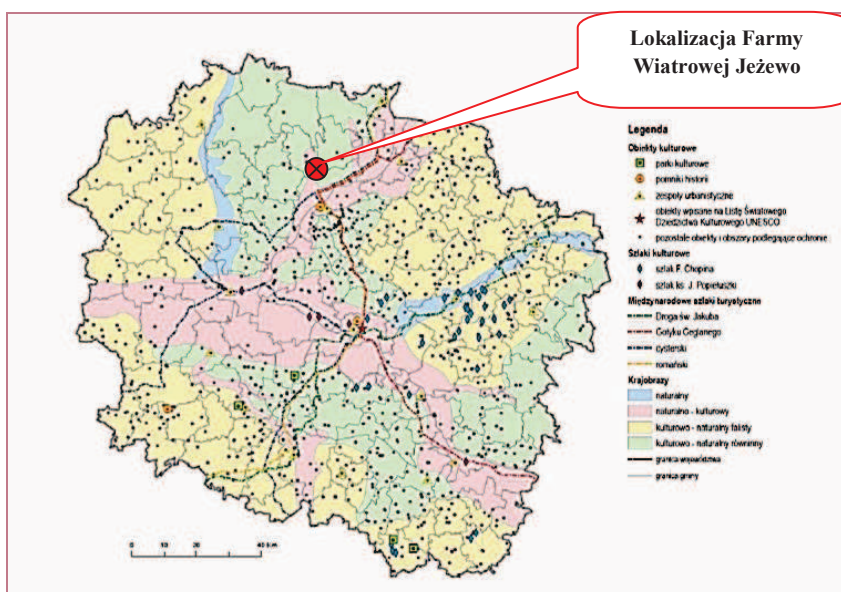 Lokalizacja Farmy
Wiatrowej Jeżewo
Legenda
Obiekty kulturowe
parki kulturowe
pomniki historii
zespoły urbanistyczne
obiekty wpisane na Listę Światowego
Dziedzictwa Kulturowego UNESCO
pozostałe obiekty i obszary podlegające ochronie
Szlaki kulturowe
szlak F. Chopina
szlak ks. J. Popiełuszki
Międzynarodowe szlaki turystyczne
Droga św. Jakuba
Gotyku Ceglanego
cysterski
romański
Krajobrazy
naturalny
naturalno - kulturowy
kulturowo - naturalny falisty
kulturowo - naturalny równinny
granica województwa
granica gminy
0 10 20 40 km